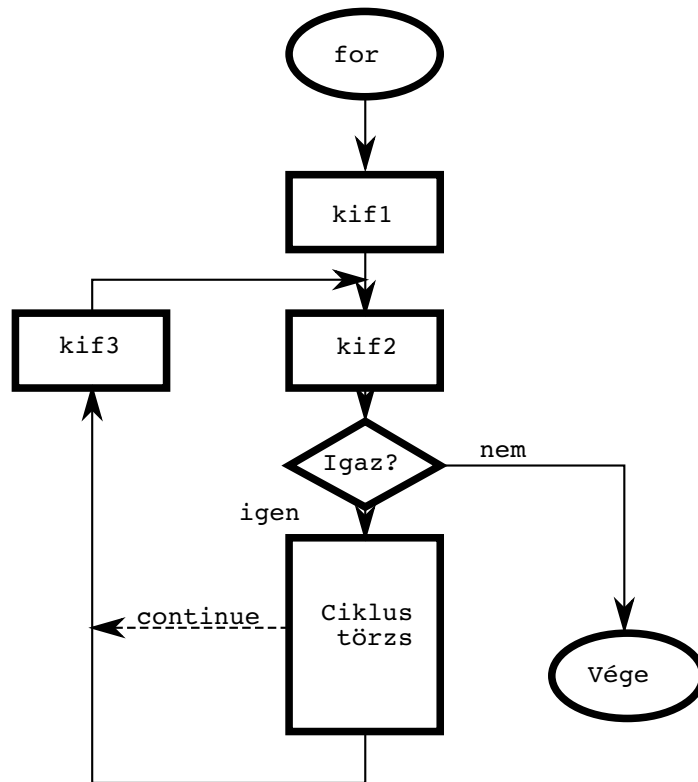 for
kif1
kif3
kif2
Igaz?
nem
igen
continue
Ciklus
törzs
Vége